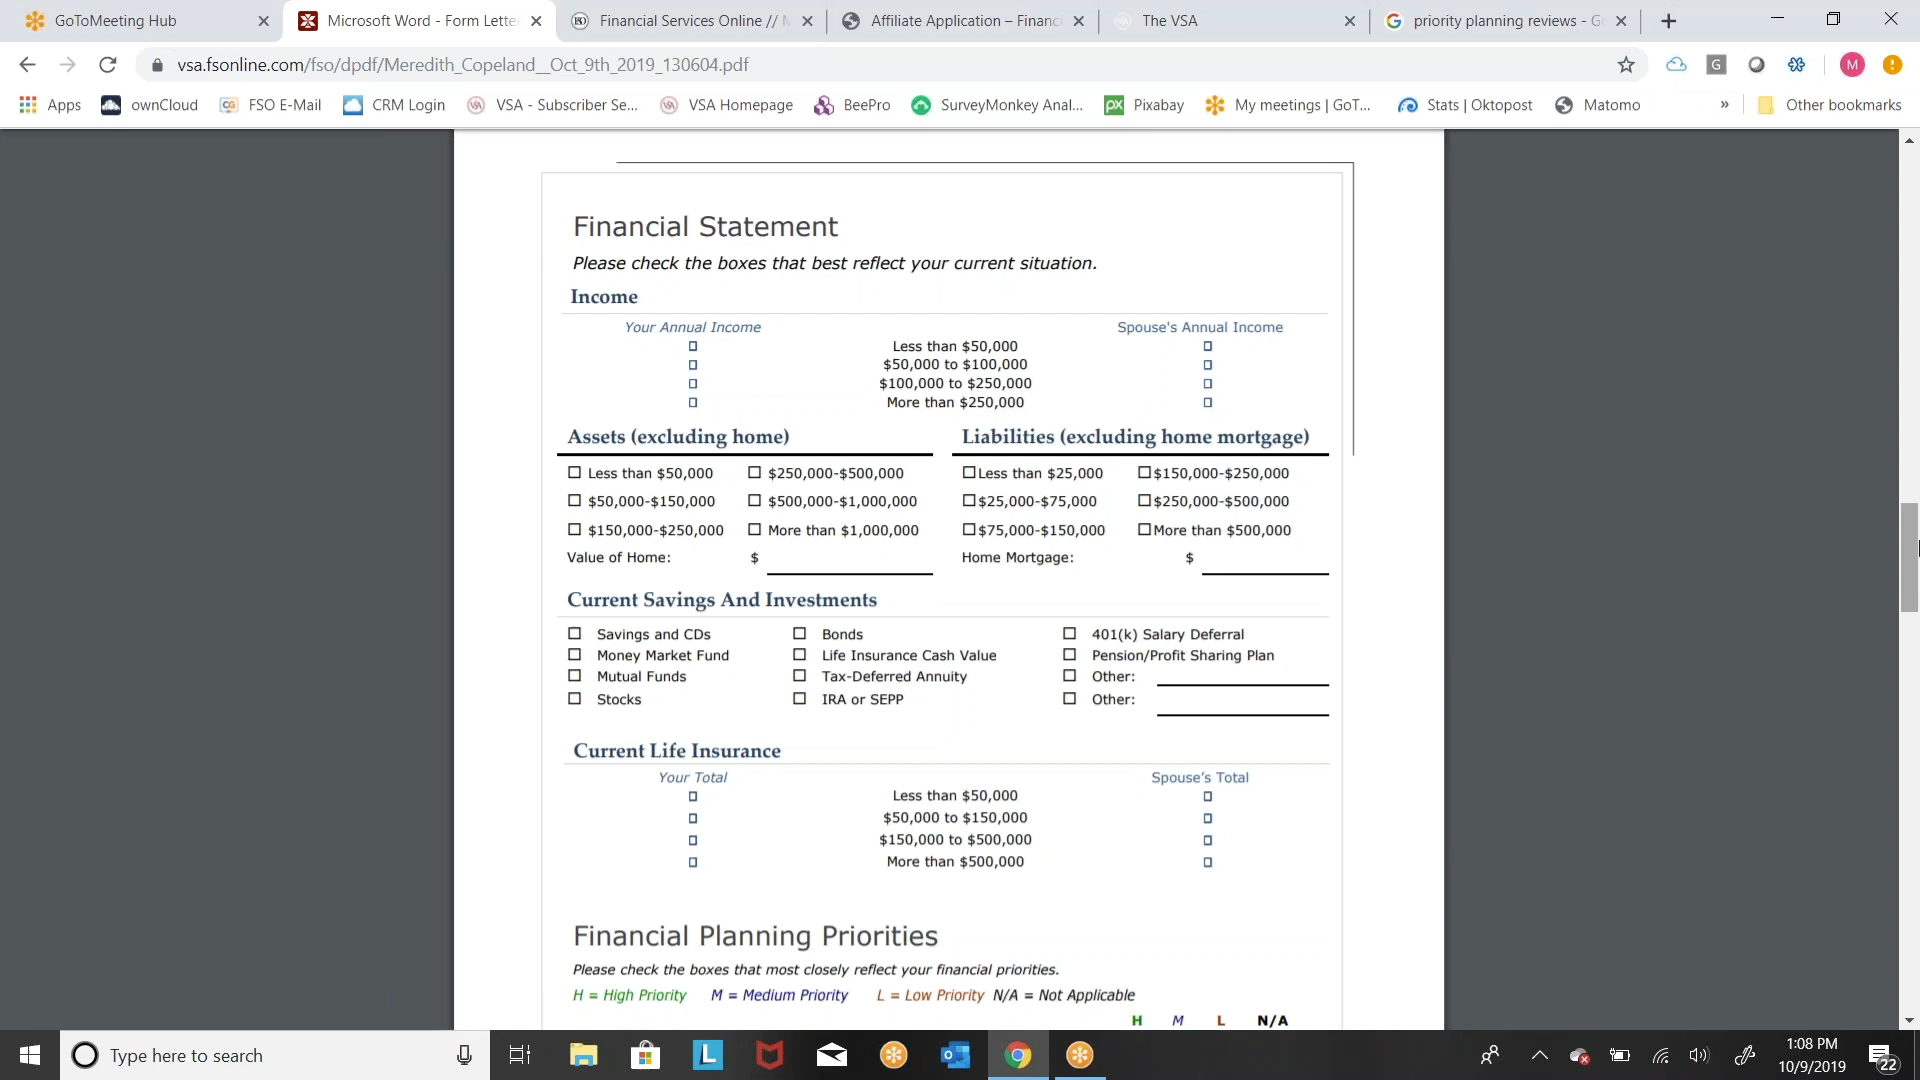 GoToMeeting Hub
Microsoft Word - Form Lette
Financial Services Online //
Affiliate Application – Financ
The VSA
priority planning reviews - G
vsa.fsonline.com/fso/dpdf/Meredith_Copeland__Oct_9th_2019_130604.pdf
G
M
Apps
ownCloud
FSO E-Mail
CRM Login
VSA - Subscriber Se...
VSA Homepage
BeePro
SurveyMonkey Anal...
px Pixabay
My meetings | GoT...
Stats | Oktopost
Matomo
»
Other bookmarks
Financial Statement
Please check the boxes that best reflect your current situation.
Income
Your Annual Income Spouse's Annual Income
Less than $50,000
$50,000 to $100,000
$100,000 to $250,000
More than $250,000
Assets (excluding home) Liabilities (excluding home mortgage)
Less than $50,000 $250,000-$500,000 Less than $25,000 $150,000-$250,000
$50,000-$150,000 $500,000-$1,000,000 $25,000-$75,000 $250,000-$500,000
$150,000-$250,000 More than $1,000,000 $75,000-$150,000 More than $500,000
Value of Home: $ Home Mortgage: $
Current Savings And Investments
Savings and CDs Bonds 401(k) Salary Deferral
Money Market Fund Life Insurance Cash Value Pension/Profit Sharing Plan
Mutual Funds Tax-Deferred Annuity Other:
Stocks IRA or SEPP Other:
Current Life Insurance
Your Total Spouse's Total
Less than $50,000
$50,000 to $150,000
$150,000 to $500,000
More than $500,000
Financial Planning Priorities
Please check the boxes that most closely reflect your financial priorities.
H = High Priority M = Medium Priority L = Low Priority N/A = Not Applicable
H M L N/A
Type here to search
L
1:08 PM
10/9/2019
22